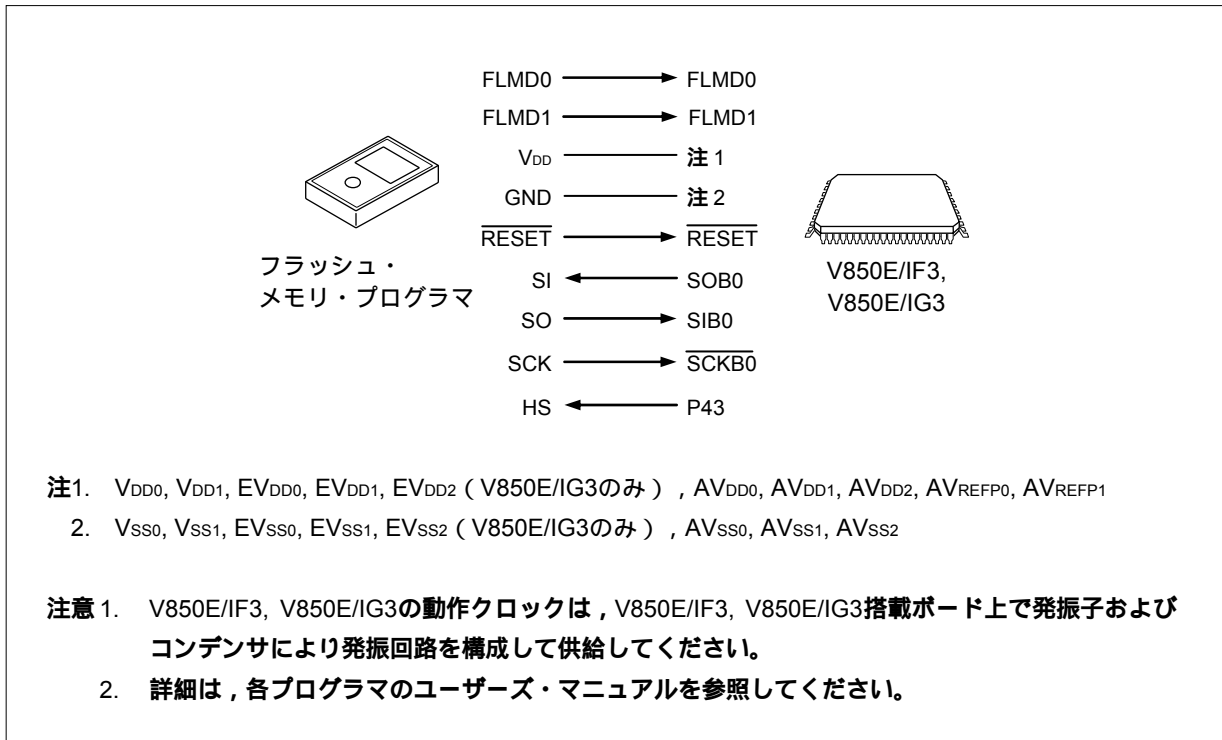 FLMD0 FLMD0
FLMD1 FLMD1
VDD 注1
GND 注2
RESET RESET
SI SOB0
SO SIB0
SCK SCKB0
HS P43
フラッシュ・
メモリ・プログラマ
V850E/IF3,
V850E/IG3
注1. VDD0, VDD1, EVDD0, EVDD1, EVDD2(V850E/IG3のみ), AVDD0, AVDD1, AVDD2, AVREFP0, AVREFP1
2. VSS0, VSS1, EVSS0, EVSS1, EVSS2(V850E/IG3のみ), AVSS0, AVSS1, AVSS2
注意1. V850E/IF3, V850E/IG3の動作クロックは,V850E/IF3, V850E/IG3搭載ボード上で発振子および
コンデンサにより発振回路を構成して供給してください。
2. 詳細は,各プログラマのユーザーズ・マニュアルを参照してください。